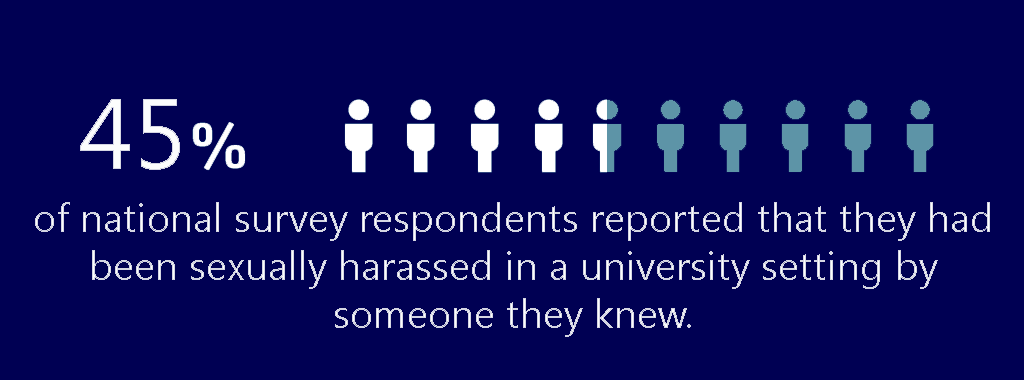 45%
of national survey respondents reported that they had
been sexually harassed in a university setting by
someone they knew.